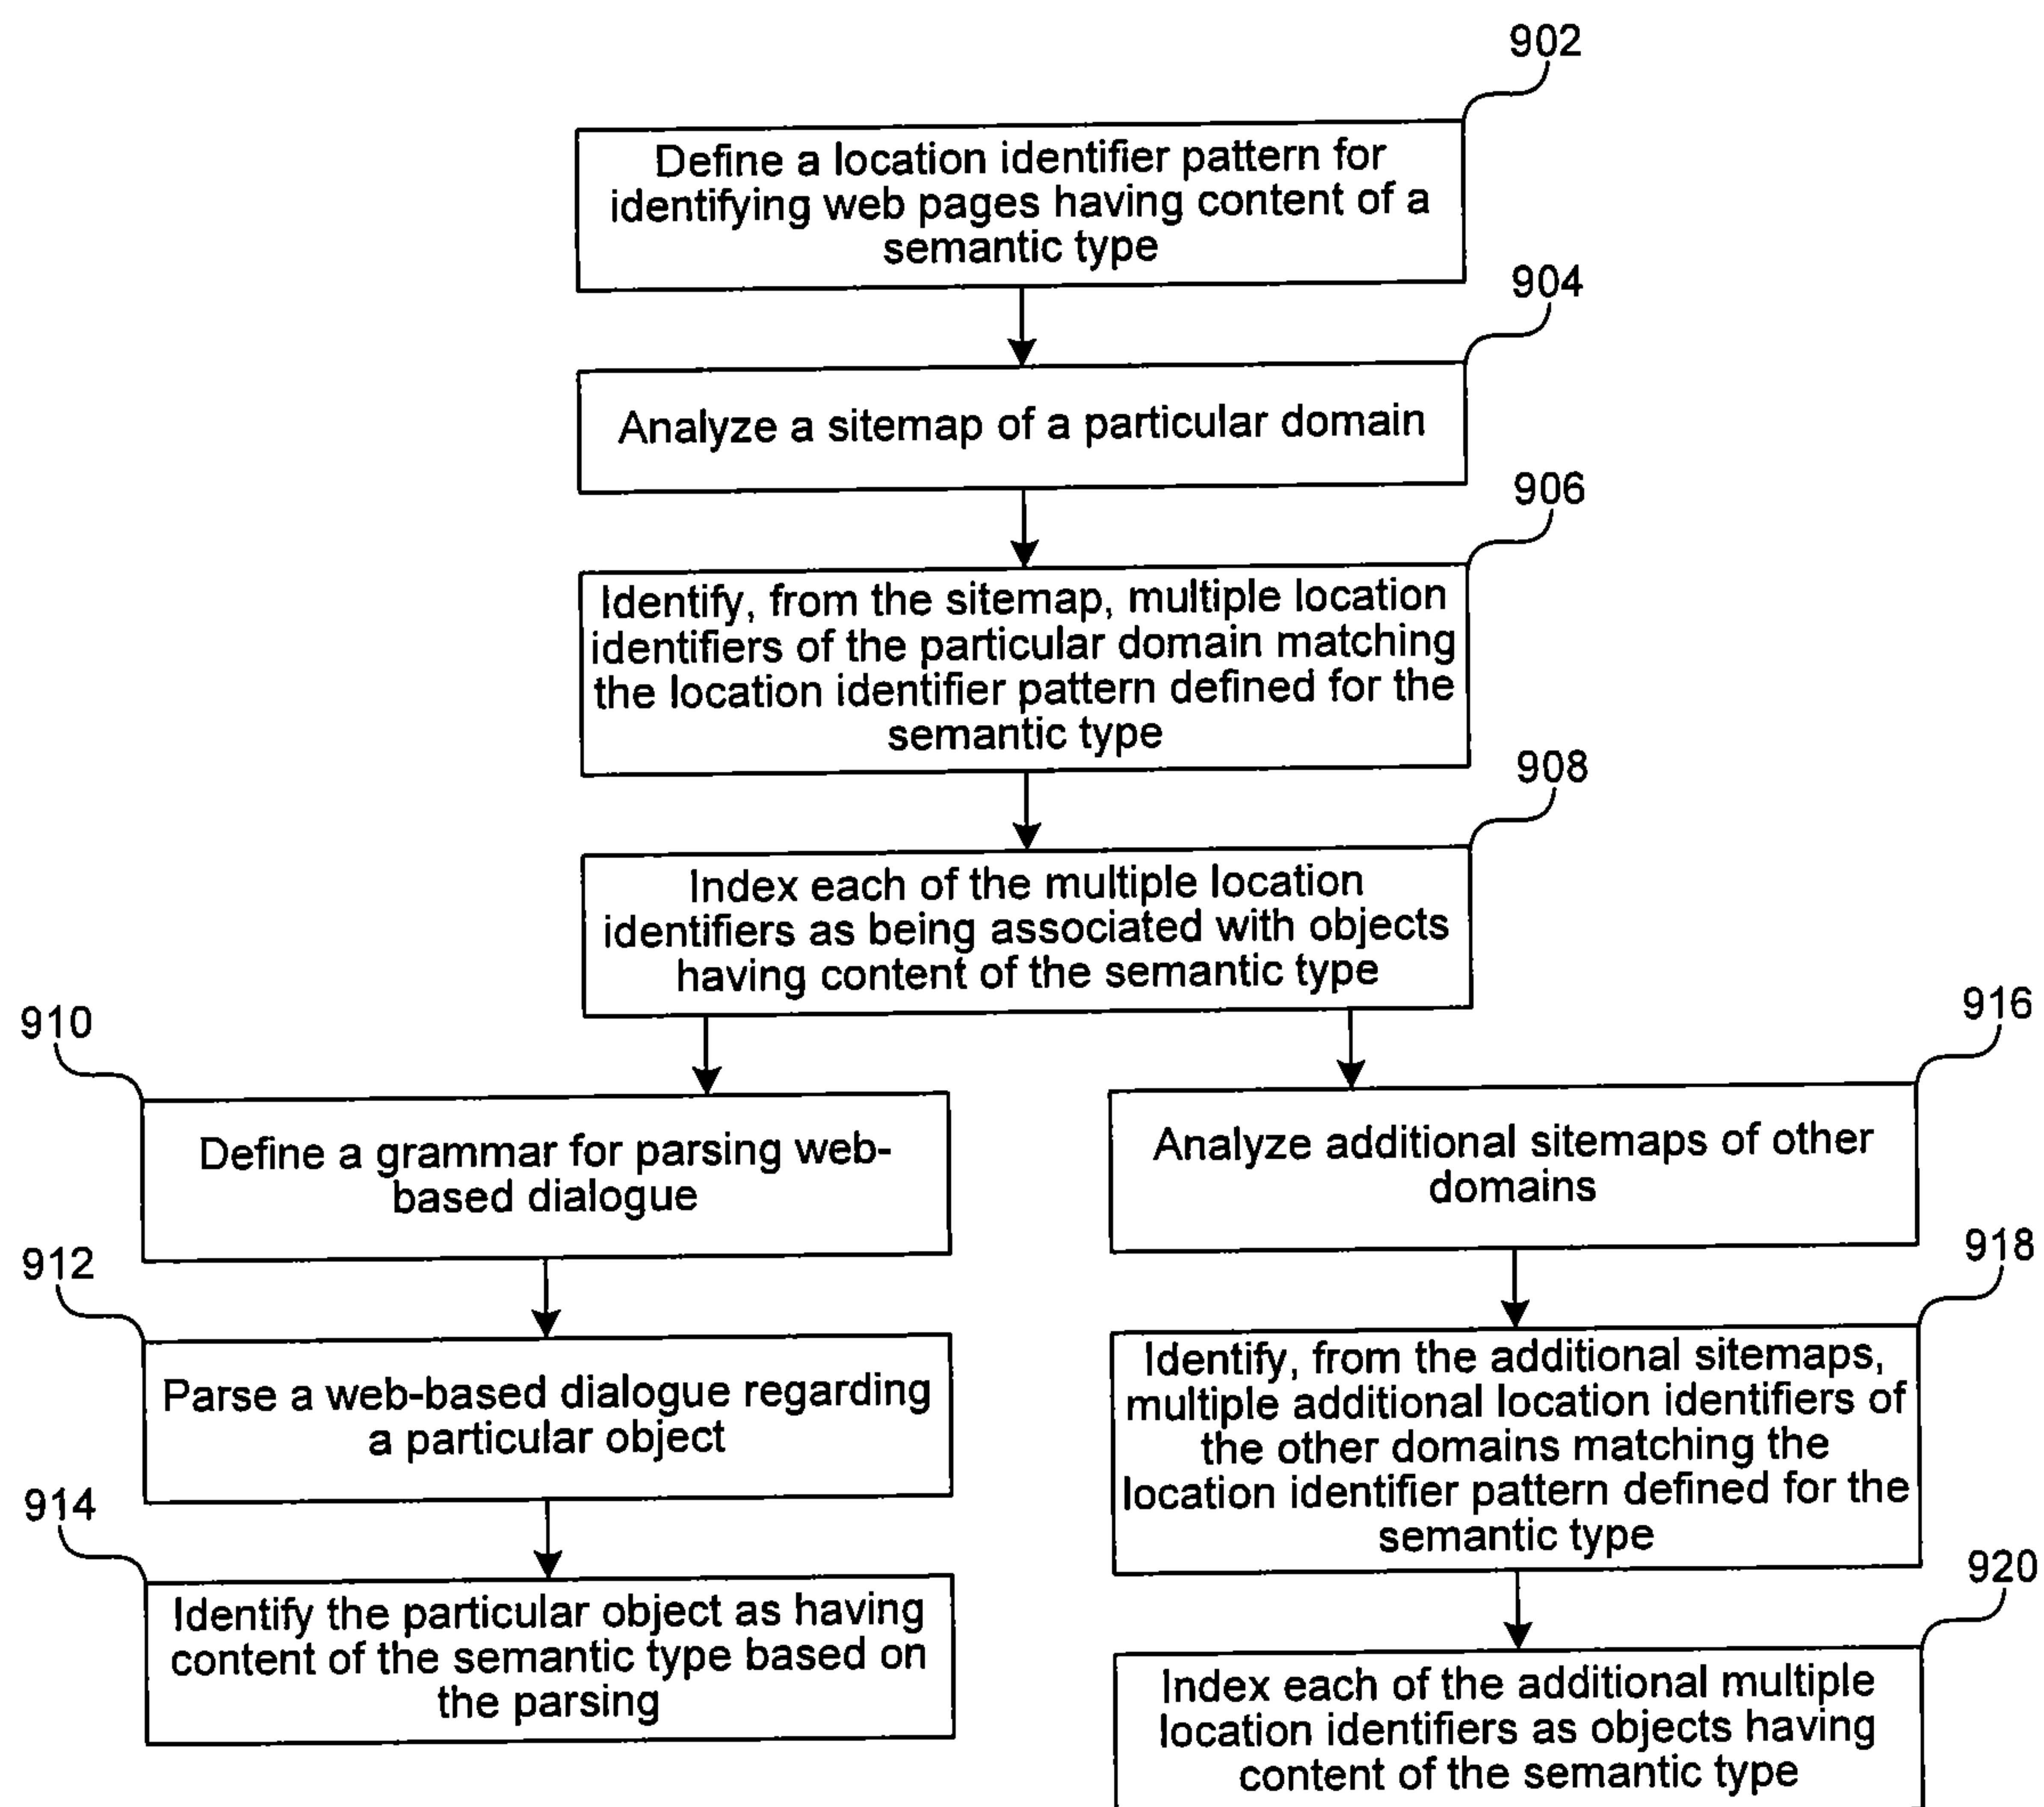 902
Define a location identifier pattern for
identifying web pages having content of a
semantic type
904
Analyze a sitemap of a particular domain
906
Identify, from the sitemap, multiple location
identifiers of the particular domain matching
the location identifier pattern defined for the
semantic type
908
Index each of the multiple location
identifiers as being associated with objects
having content of the semantic type
910
Define a grammar for parsing web-
based dialogue
912
Parse a web-based dialogue regarding
a particular object
914
Identify the particular object as having
content of the semantic type based on
the parsing
916
Analyze additional sitemaps of other
domains
918
Identify, from the additional sitemaps,
multiple additional location identifiers of
the other domains matching the
location identifier pattern defined for the
semantic type
920
Index each of the additional multiple
location identifiers as objects having
content of the semantic type